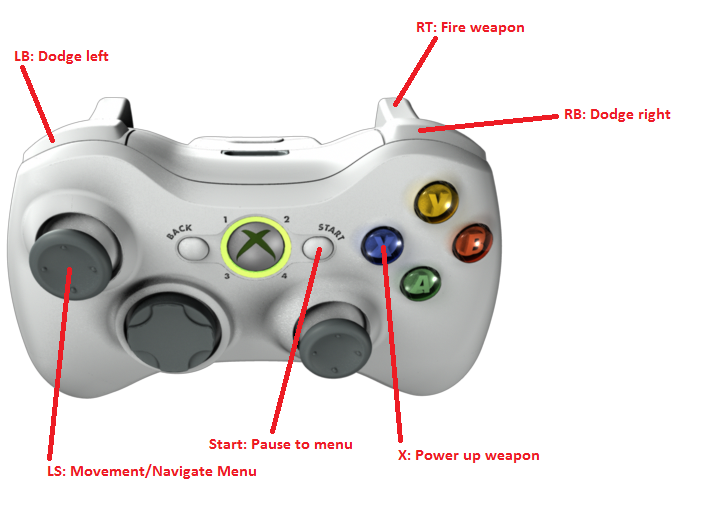 RT: Fire weapon
LB: Dodge left
RB: Dodge right
1
2
BACK
START
Y
B
A
3
4
Start: Pause to menu
X: Power up weapon
LS: Movement/Navigate Menu